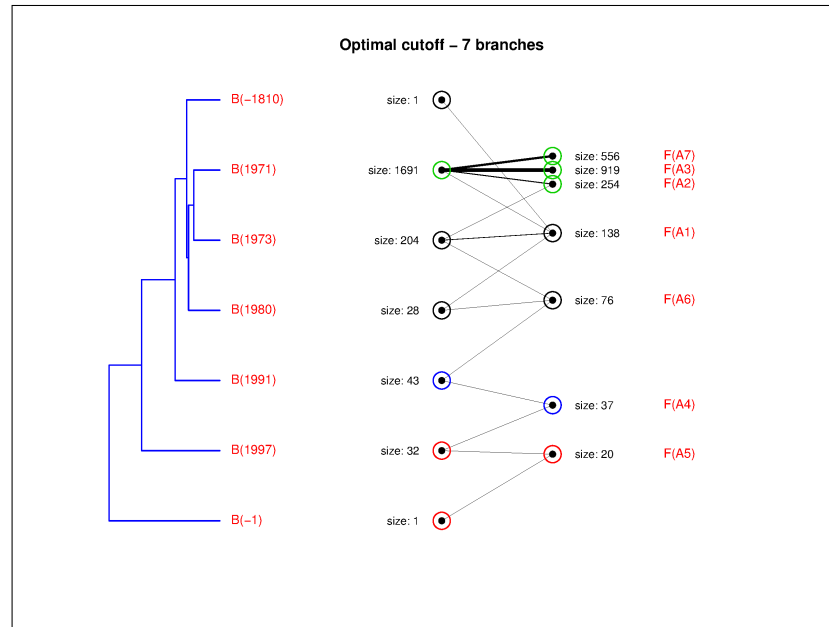 Optimal cutoff – 7 branches
B(−1810) size: 1
size: 556 F(A7)
B(1971) size: 1691 size: 919 F(A3)
size: 254 F(A2)
size: 138 F(A1)
B(1973) size: 204
size: 76 F(A6)
B(1980) size: 28
B(1991) size: 43
size: 37 F(A4)
B(1997) size: 32
size: 20 F(A5)
B(−1) size: 1